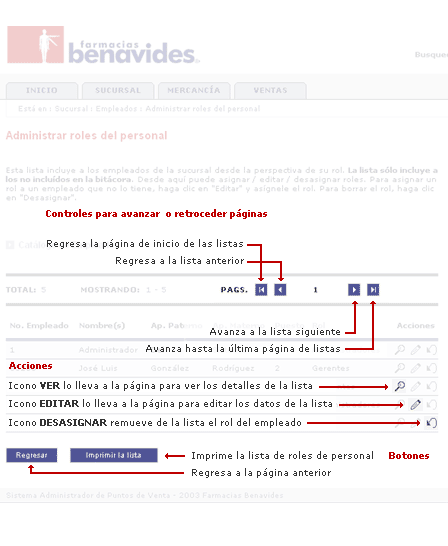 farmacias
benavides
Busque
INICIO SUCURSAL MERCANCÍA VENTAS
Está en : Sucursal : Empleados : Administrar roles del personal
Administrar roles del personal
Esta lista incluye a los empleados de la sucursal desde la perspectiva de su rol. La lista sólo incluye a
los no incluidos en la bitácora. Desde aquí puede asignar / editar / desasignar roles. Para asignar un
rol a un empleado que no lo tiene, haga clic en "Editar" y asígnele el rol. Para borrar el rol, haga clic
en "Desasignar".
Controles para avanzar o retroceder páginas
Regresa la página de inicio de las listas
Regresa a la lista anterior
TOTAL: 5 MOSTRANDO: 1 - 5 PAGS. 1
Avanza a la lista siguiente
No. Empleado Nombre(s) Ap. Pat Acciones
Avanza hasta la última página de listas
1 Administrador
Acciones
José Luis González Rodríguez 2 Gerentes
Icono VER lo lleva a la página para ver los detalles de la lista
Icono EDITAR lo lleva a la página para editar los datos de la lista
Icono DESASIGNAR remueve de la lista el rol del empleado
Regresar Imprimir la lista Imprime la lista de roles de personal Botones
Regresa a la página anterior
Sistema Administrador de Puntos de Venta - 2003 Farmacias Benavides